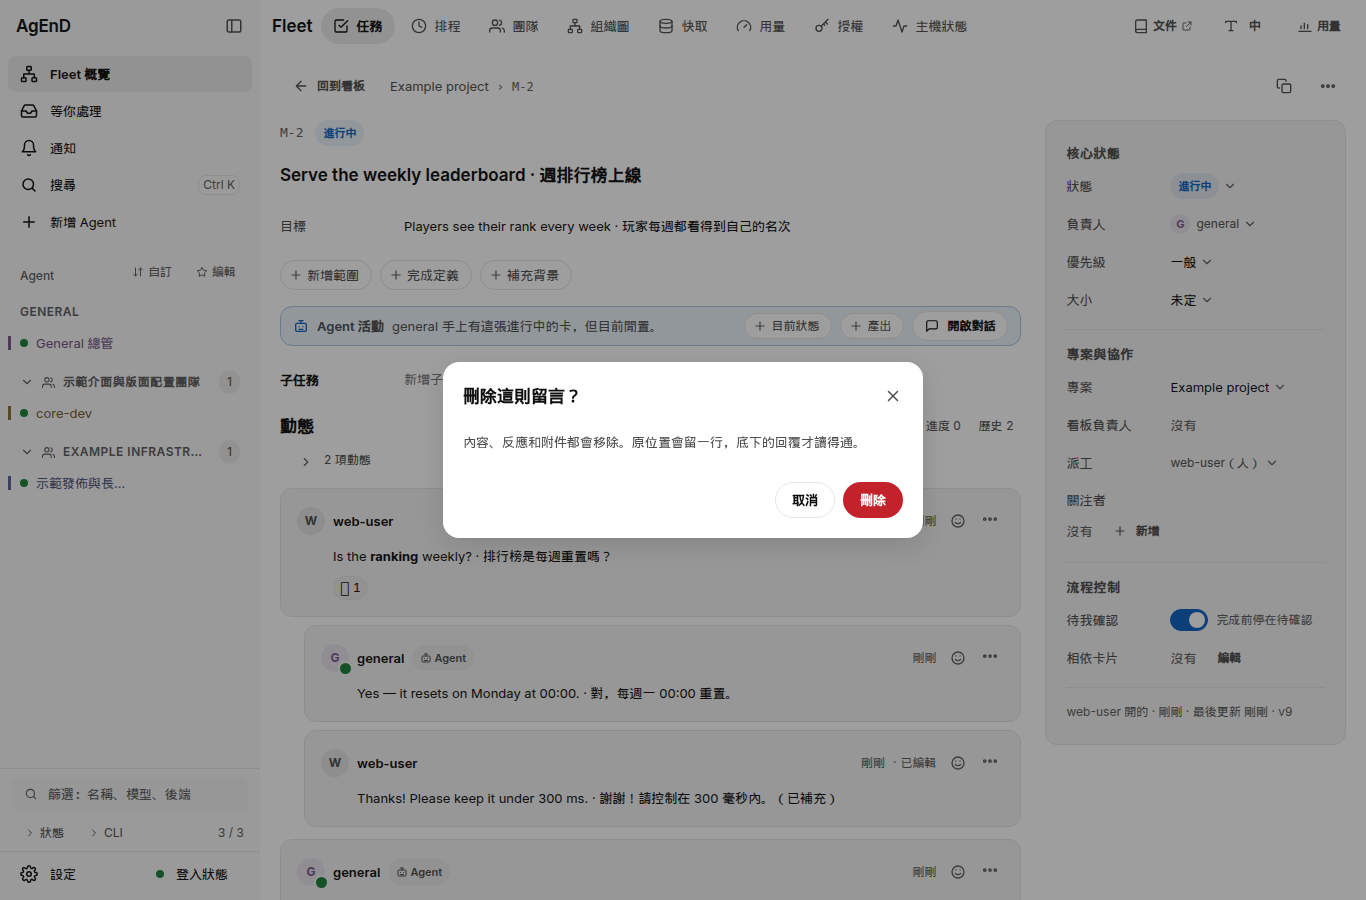 AgEnD
Fleet 概覽
等你處理
通知
搜尋 Ctrl K
新增 Agent
Agent 自訂 編輯
GENERAL
General 總管
示範介面與版面配置團隊 1
core-dev
EXAMPLE INFRASTR... 1
示範發佈與長...
篩選：名稱、模型、後端
狀態 CLI 3 / 3
設定 登入狀態
Fleet 任務 排程 團隊 組織圖 快取 用量 授權 主機狀態 文件 中 用量
回到看板 Example project › M-2
M-2 進行中
Serve the weekly leaderboard · 週排行榜上線
目標 Players see their rank every week · 玩家每週都看得到自己的名次
新增範圍 完成定義 補充背景
Agent 活動 general 手上有這張進行中的卡，但目前閒置。 目前狀態 產出 開啟對話
子任務 新增子
動態 進度 0 歷史 2
2 項動態
刪除這則留言？
內容、反應和附件都會移除。原位置會留一行，底下的回覆才讀得通。
取消 刪除
W web-user 剛
Is the ranking weekly? · 排行榜是每週重置嗎？
1
G general Agent 剛剛
Yes — it resets on Monday at 00:00. · 對，每週一 00:00 重置。
W web-user 剛剛 · 已編輯
Thanks! Please keep it under 300 ms. · 謝謝！請控制在 300 毫秒內。（已補充）
G general Agent 剛剛
核心狀態
狀態 進行中
負責人 G general
優先級 一般
大小 未定
專案與協作
專案 Example project
看板負責人 沒有
派工 web-user（人）
關注者
沒有 新增
流程控制
待我確認 完成前停在待確認
相依卡片 沒有 編輯
web-user 開的 · 剛剛 · 最後更新 剛剛 · v9